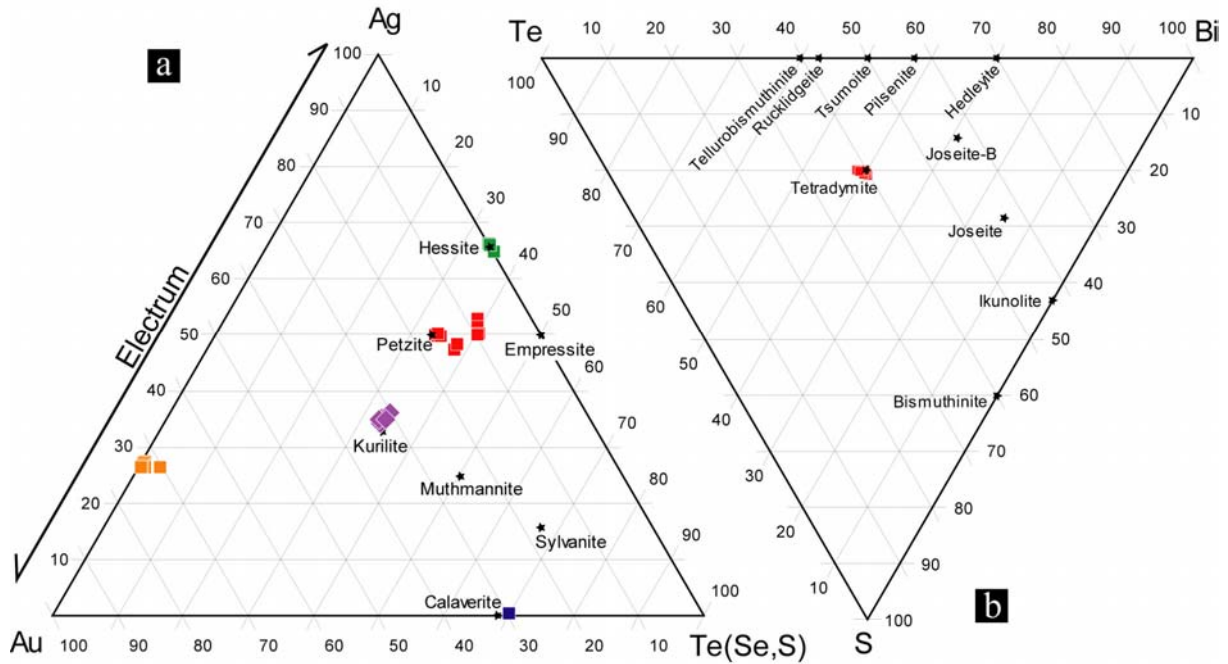 a
Ag
Electrum
100
90
80
70
60
50
40
30
20
10
10
20
30
40
50
60
70
80
90
100
Hessite
Petzite
Empressite
Kurilite
Muthmannite
Sylvanite
Calaverite
Au
100
90
80
70
60
50
40
30
20
10
Te(Se,S)
Te
10
20
30
40
50
60
70
80
90
100
Bi
100
90
80
70
60
50
40
30
20
10
Tellurobismuthinite
Rucklidgeite
Tsumoite
Pilsenite
Hedleyite
Joseite-B
Tetradymite
Joseite
Ikunolite
Bismuthinite
10
20
30
40
50
60
70
80
90
100
S
b